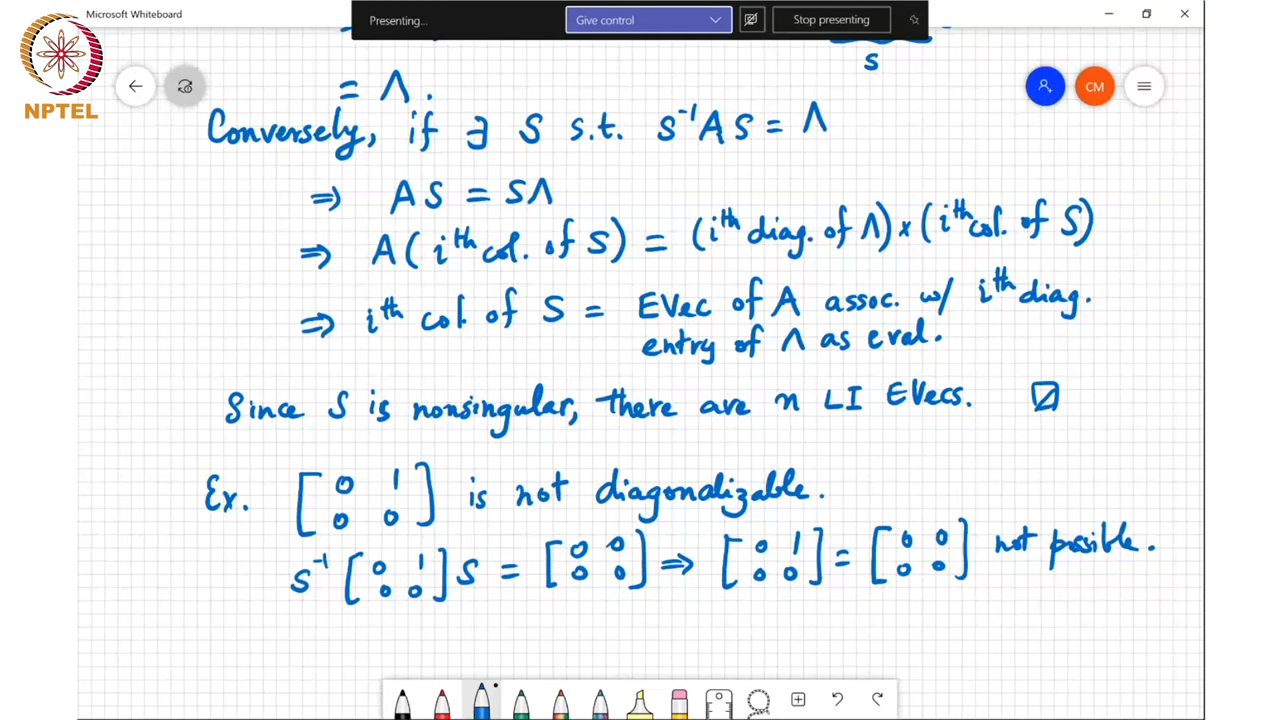 Microsoft Whiteboard
Presenting...
Give control
Stop presenting
NPTEL
CM
S
= Λ.
Conversely, if ∃ S s.t. S⁻¹AS = Λ
⇒ AS = SΛ
⇒ A(iᵗʰ col. of S) = (iᵗʰ diag. of Λ) × (iᵗʰ col. of S)
⇒ iᵗʰ col. of S = EVec of A assoc. w/ iᵗʰ diag.
entry of Λ as eval.
Since S is nonsingular, there are n LI EVecs.
Ex. [0 1; 0 0] is not diagonalizable.
S⁻¹ [0 1; 0 0] S = [0 0; 0 0] ⇒ [0 1; 0 0] = [0 0; 0 0] not possible.